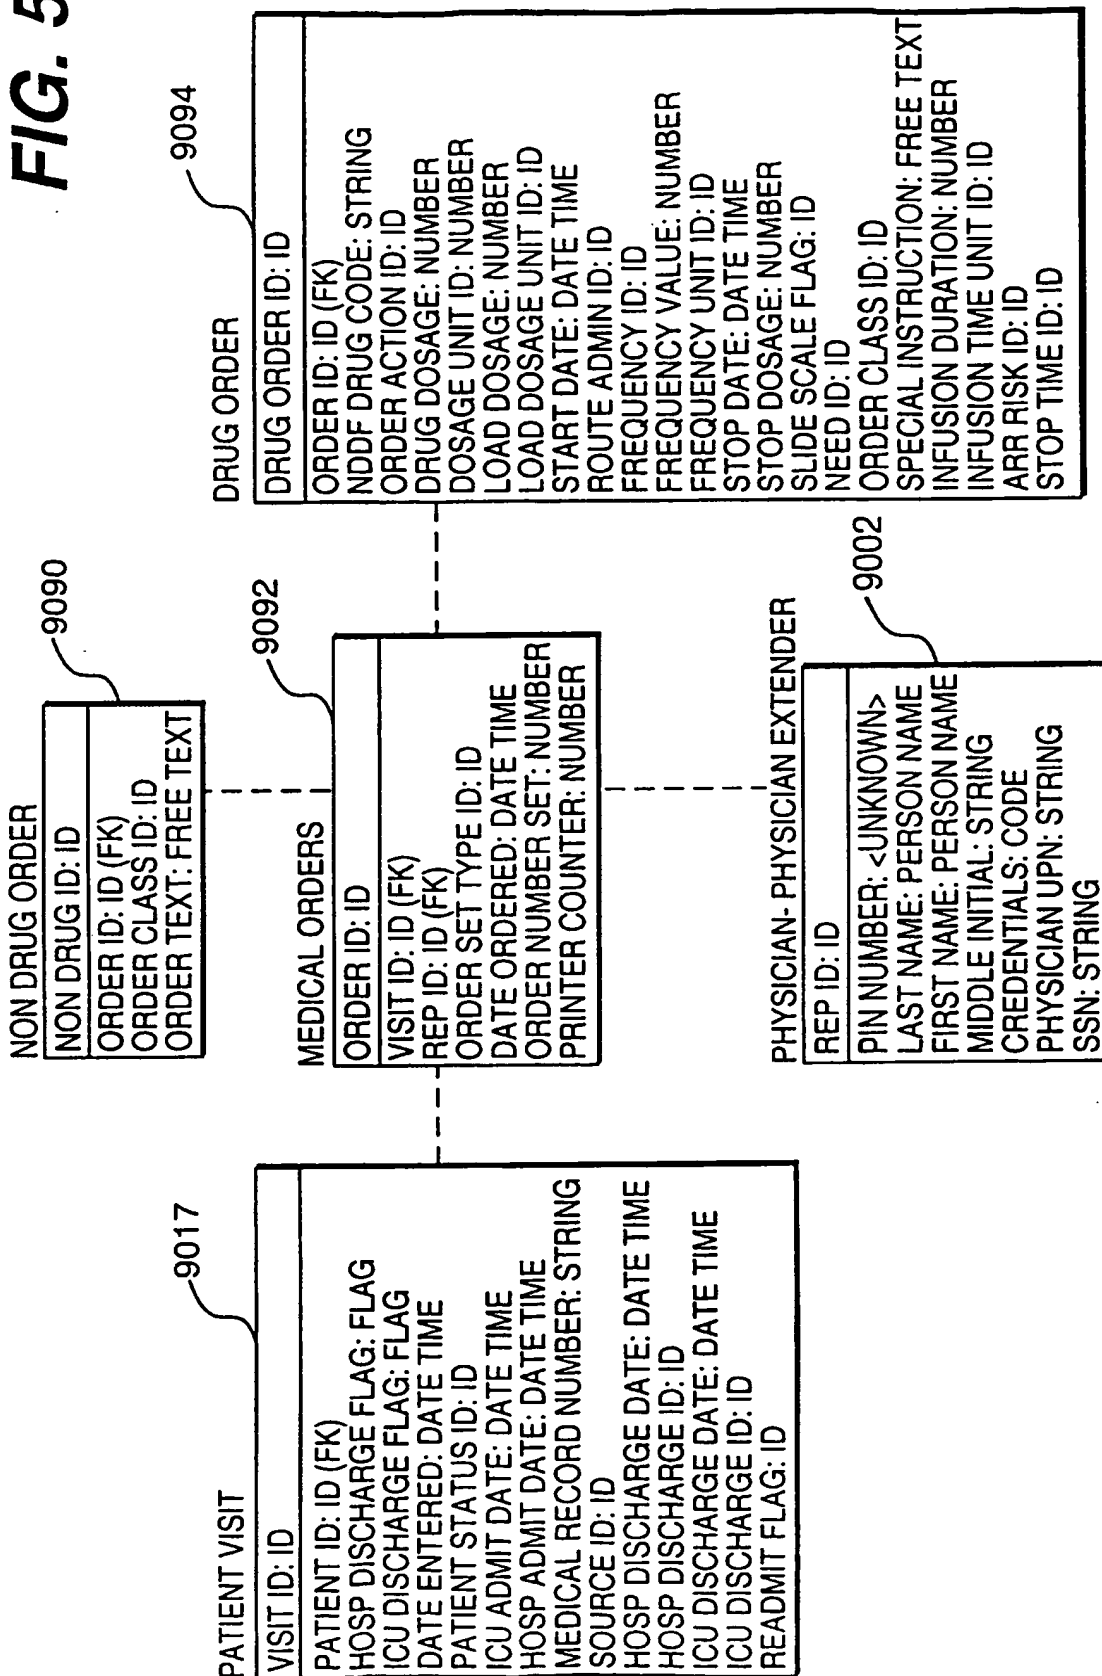 FIG. 5
PATIENT VISIT
9017
VISIT ID: ID
PATIENT ID: ID (FK)
HOSP DISCHARGE FLAG: FLAG
ICU DISCHARGE FLAG: FLAG
DATE ENTERED: DATE TIME
PATIENT STATUS ID: ID
ICU ADMIT DATE: DATE TIME
HOSP ADMIT DATE: DATE TIME
MEDICAL RECORD NUMBER: STRING
SOURCE ID: ID
HOSP DISCHARGE DATE: DATE TIME
HOSP DISCHARGE ID: ID
ICU DISCHARGE DATE: DATE TIME
ICU DISCHARGE ID: ID
READMIT FLAG: ID
NON DRUG ORDER
9090
NON DRUG ID: ID
ORDER ID: ID (FK)
ORDER CLASS ID: ID
ORDER TEXT: FREE TEXT
MEDICAL ORDERS
9092
ORDER ID: ID
VISIT ID: ID (FK)
REP ID: ID (FK)
ORDER SET TYPE ID: ID
DATE ORDERED: DATE TIME
ORDER NUMBER SET: NUMBER
PRINTER COUNTER: NUMBER
PHYSICIAN- PHYSICIAN EXTENDER
9002
REP ID: ID
PIN NUMBER: <UNKNOWN>
LAST NAME: PERSON NAME
FIRST NAME: PERSON NAME
MIDDLE INITIAL: STRING
CREDENTIALS: CODE
PHYSICIAN UPN: STRING
SSN: STRING
DRUG ORDER
9094
DRUG ORDER ID: ID
ORDER ID: ID (FK)
NDDF DRUG CODE: STRING
ORDER ACTION ID: ID
DRUG DOSAGE: NUMBER
DOSAGE UNIT ID: NUMBER
LOAD DOSAGE: NUMBER
LOAD DOSAGE UNIT ID: ID
START DATE: DATE TIME
ROUTE ADMIN ID: ID
FREQUENCY ID: ID
FREQUENCY VALUE: NUMBER
FREQUENCY UNIT ID: ID
STOP DATE: DATE TIME
STOP DOSAGE: NUMBER
SLIDE SCALE FLAG: ID
NEED ID: ID
ORDER CLASS ID: ID
SPECIAL INSTRUCTION: FREE TEXT
INFUSION DURATION: NUMBER
INFUSION TIME UNIT ID: ID
ARR RISK ID: ID
STOP TIME ID: ID